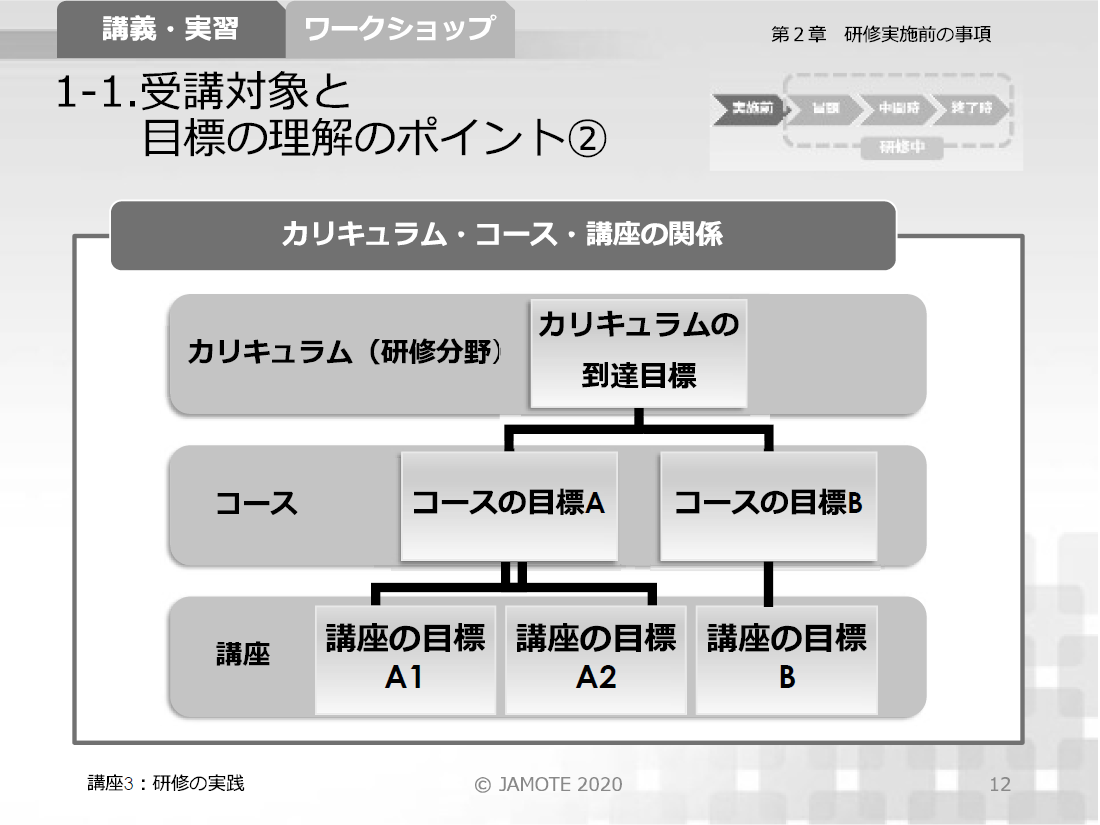 講義・実習
ワークショップ
第２章　研修実施前の事項
1-1.受講対象と
目標の理解のポイント②
実施前
冒頭
中間時
終了時
研修中
カリキュラム・コース・講座の関係
カリキュラム（研修分野）
カリキュラムの
到達目標
コース
コースの目標A
コースの目標B
講座
講座の目標
A1
講座の目標
A2
講座の目標
B
講座3：研修の実践
© JAMOTE 2020
12